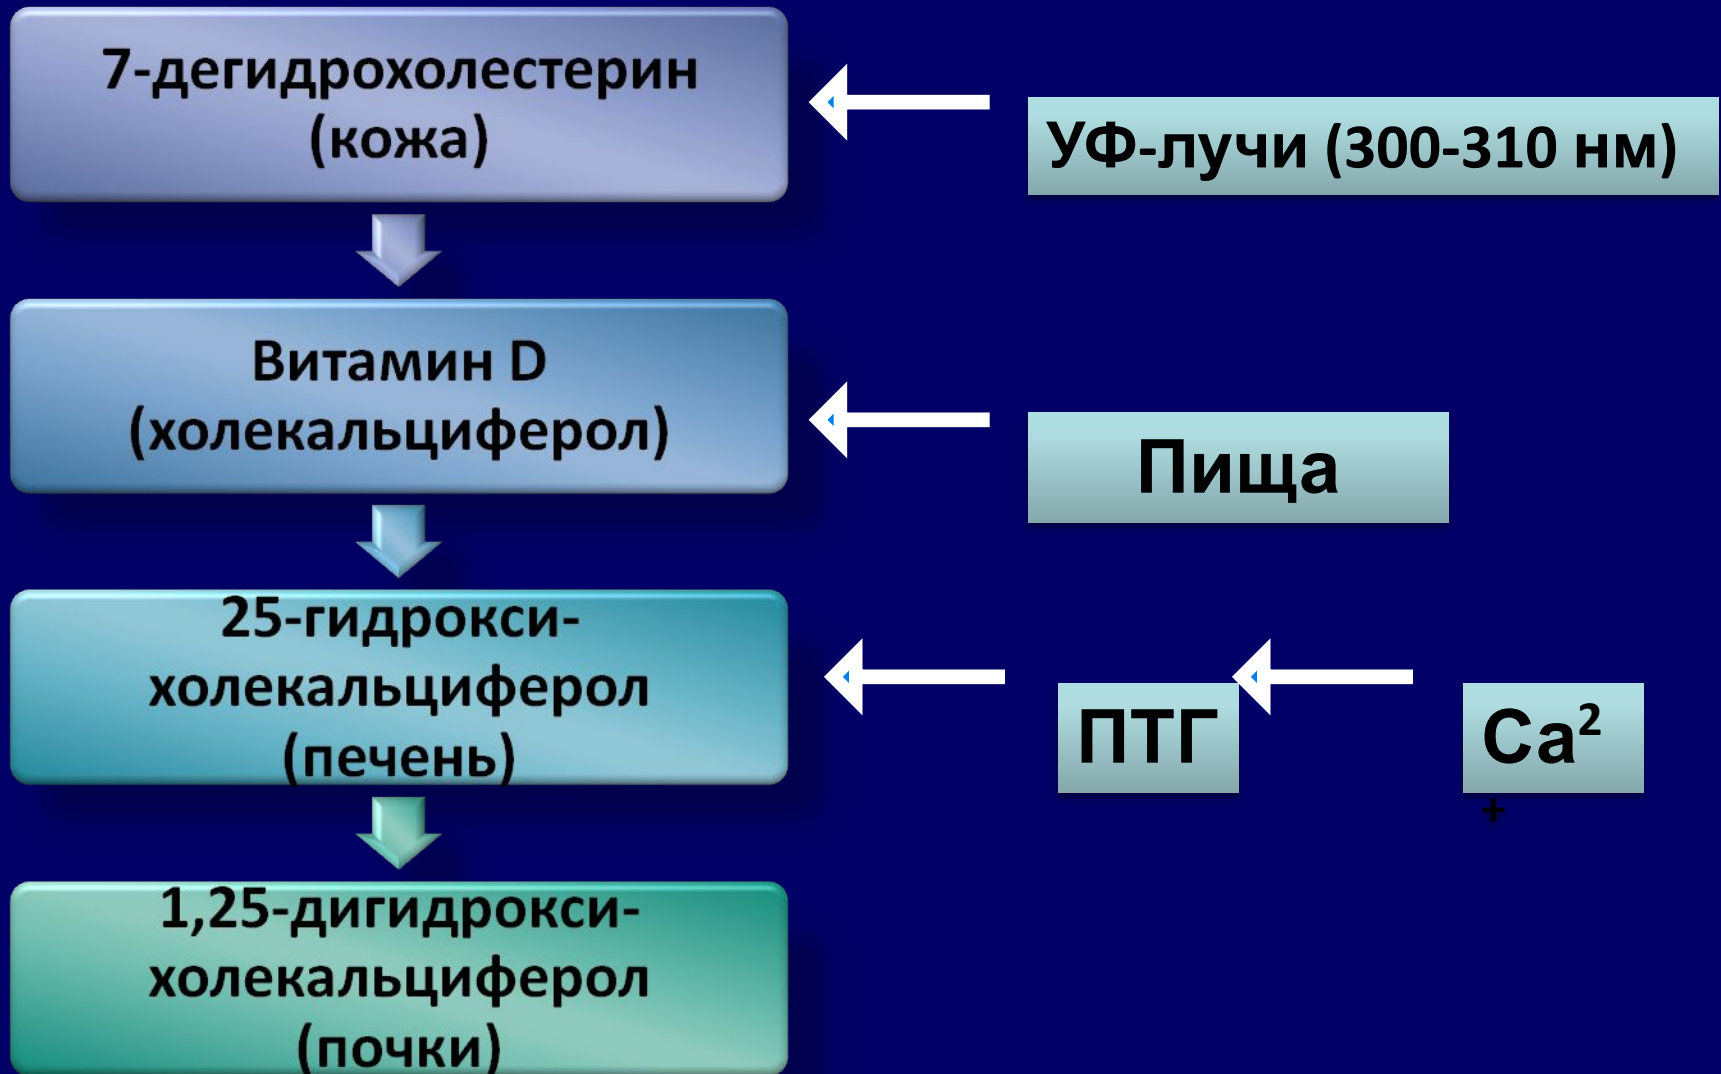 7-дегидрохолестерин
(кожа)
УФ-лучи (300-310 нм)
Витамин D
(холекальциферол)
Пища
25-гидрокси-
холекальциферол
(печень)
ПТГ
Ca²
+
1,25-дигидрокси-
холекальциферол
(почки)